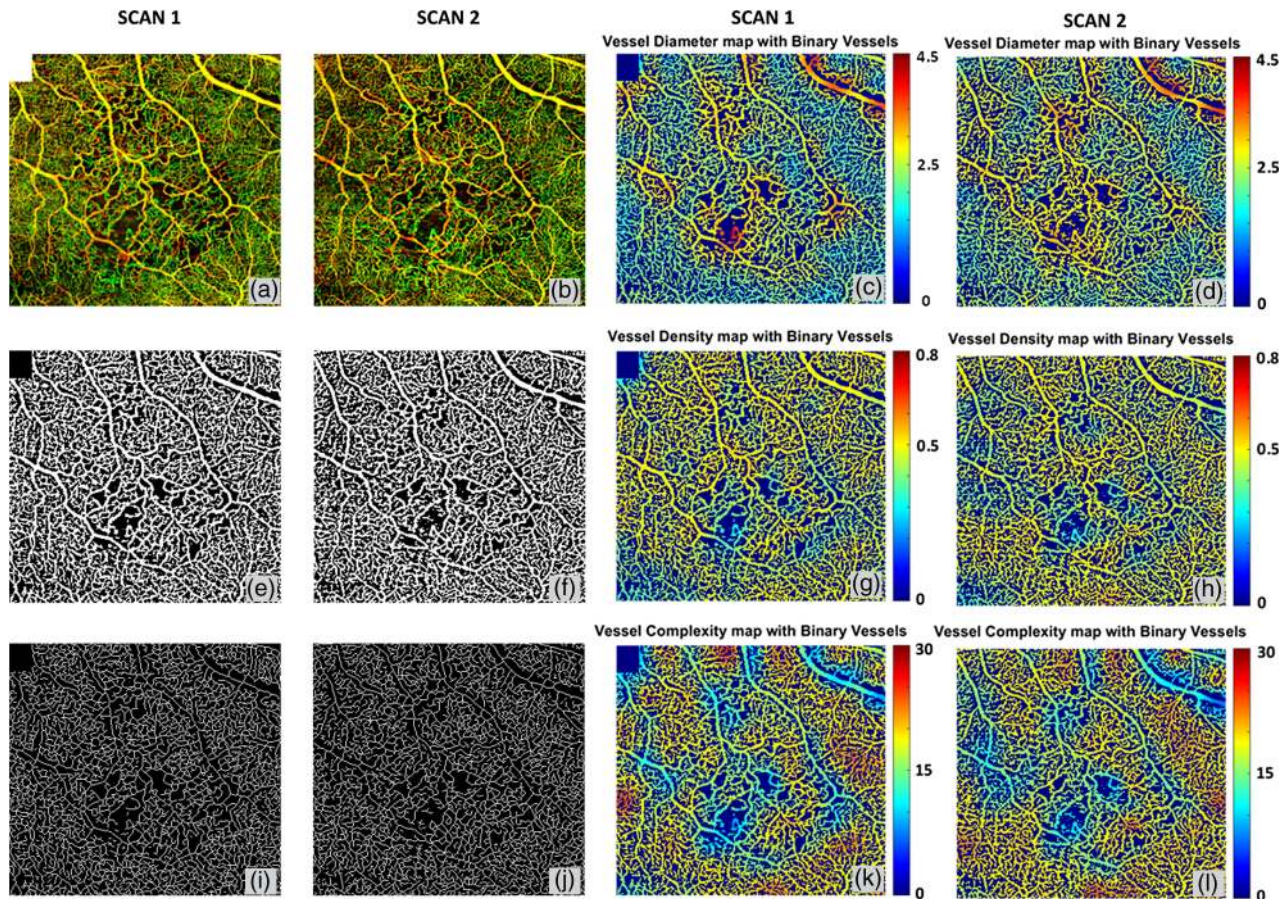 SCAN 1
SCAN 2
SCAN 1
SCAN 2
Vessel Diameter map with Binary Vessels
Vessel Diameter map with Binary Vessels
4.5
2.5
0
4.5
2.5
0
(a)
(b)
(c)
(d)
Vessel Density map with Binary Vessels
Vessel Density map with Binary Vessels
0.8
0.5
0
0.8
0.5
0
(e)
(f)
(g)
(h)
Vessel Complexity map with Binary Vessels
Vessel Complexity map with Binary Vessels
30
15
0
30
15
0
(i)
(j)
(k)
(l)